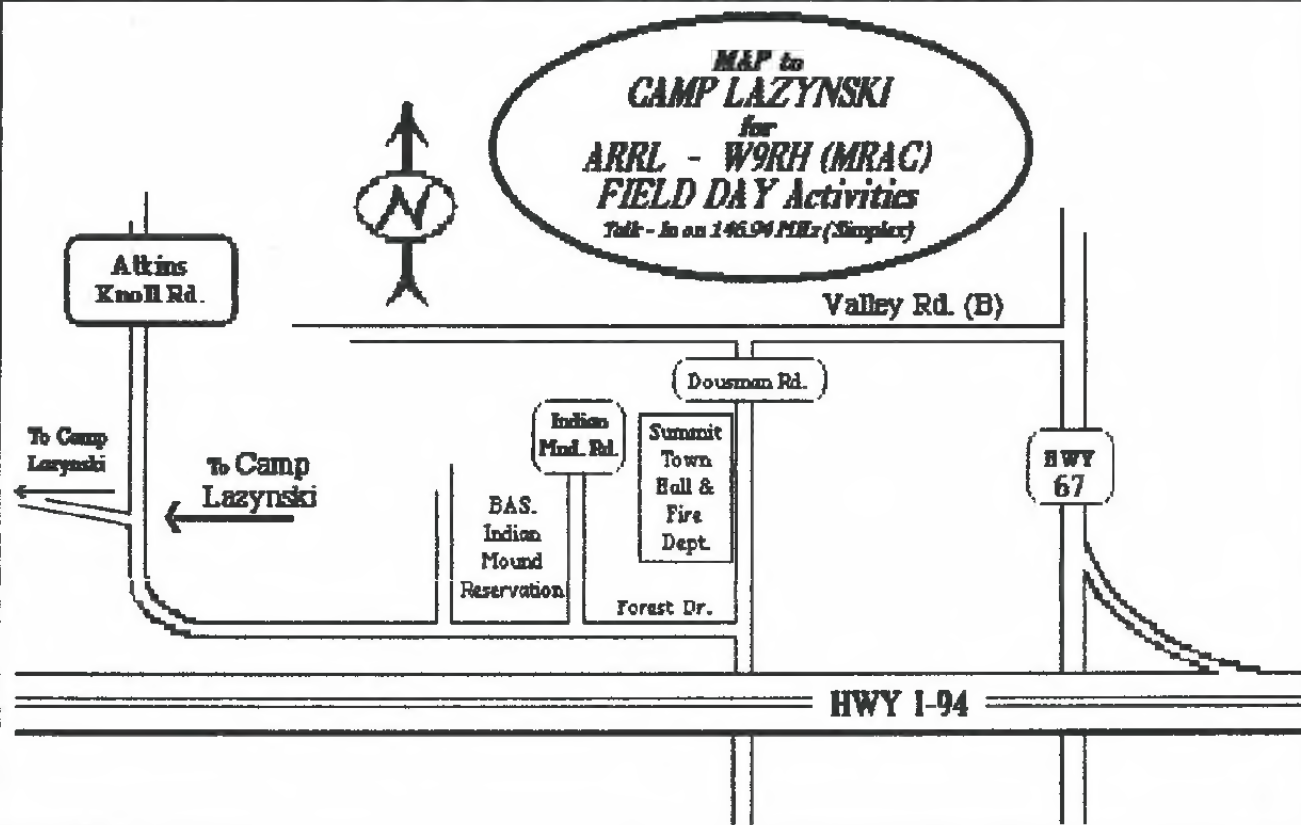 MAP to
CAMP LAZYNSKI
for
ARRL - W9RH (MRAC)
FIELD DAY Activities
Talk - In on 146.94 MHz (Simplex)
N
Atkins
Knoll Rd.
Valley Rd. (B)
Dousman Rd.
Indian
Mnd. Rd.
Summit
Town
Hall &
Fire
Dept.
HWY
67
To Camp
Lazynski
To Camp
Lazynski
BAS.
Indian
Mound
Reservation
Forest Dr.
HWY I-94